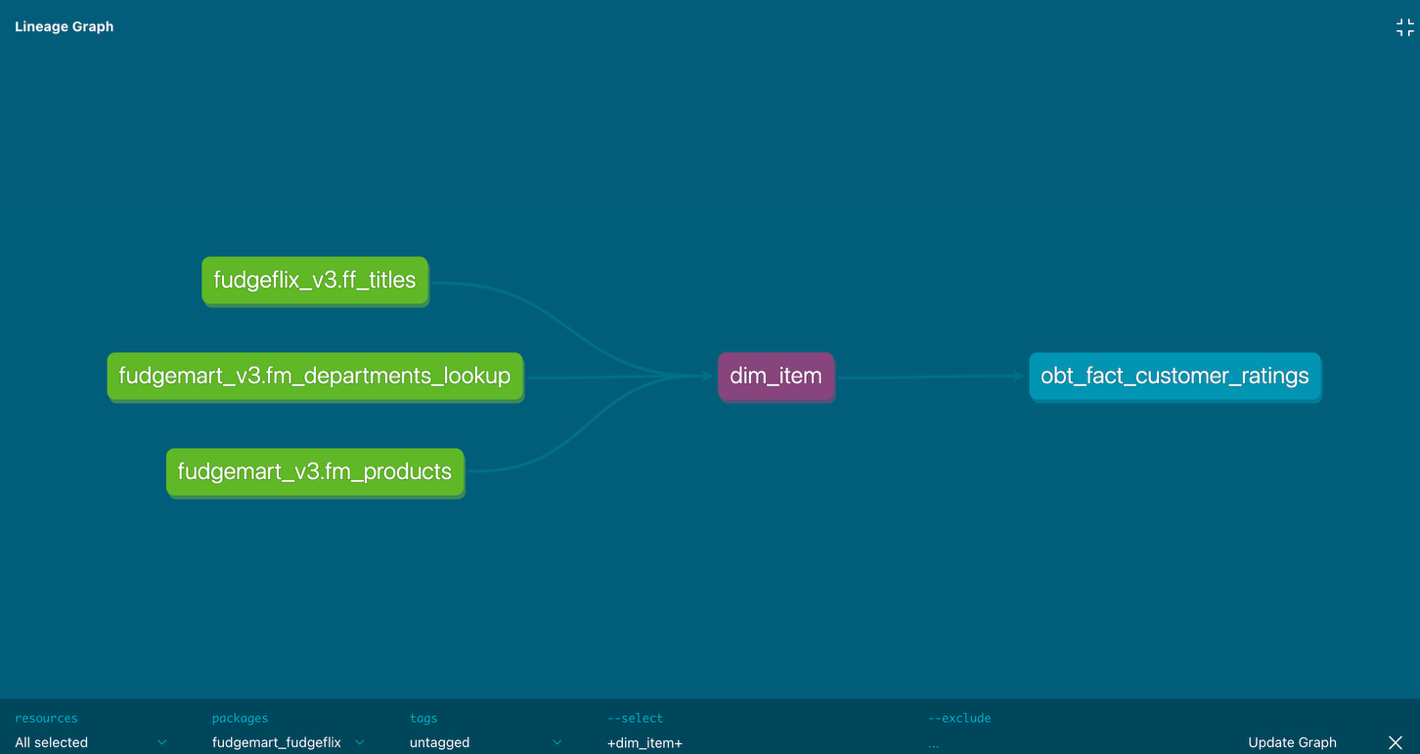 Lineage Graph
fudgeflix_v3.ff_titles
fudgemart_v3.fm_departments_lookup
dim_item
obt_fact_customer_ratings
fudgemart_v3.fm_products
resources
packages
tags
--select
--exclude
All selected
fudgemart_fudgeflix
untagged
+dim_item+
...
Update Graph